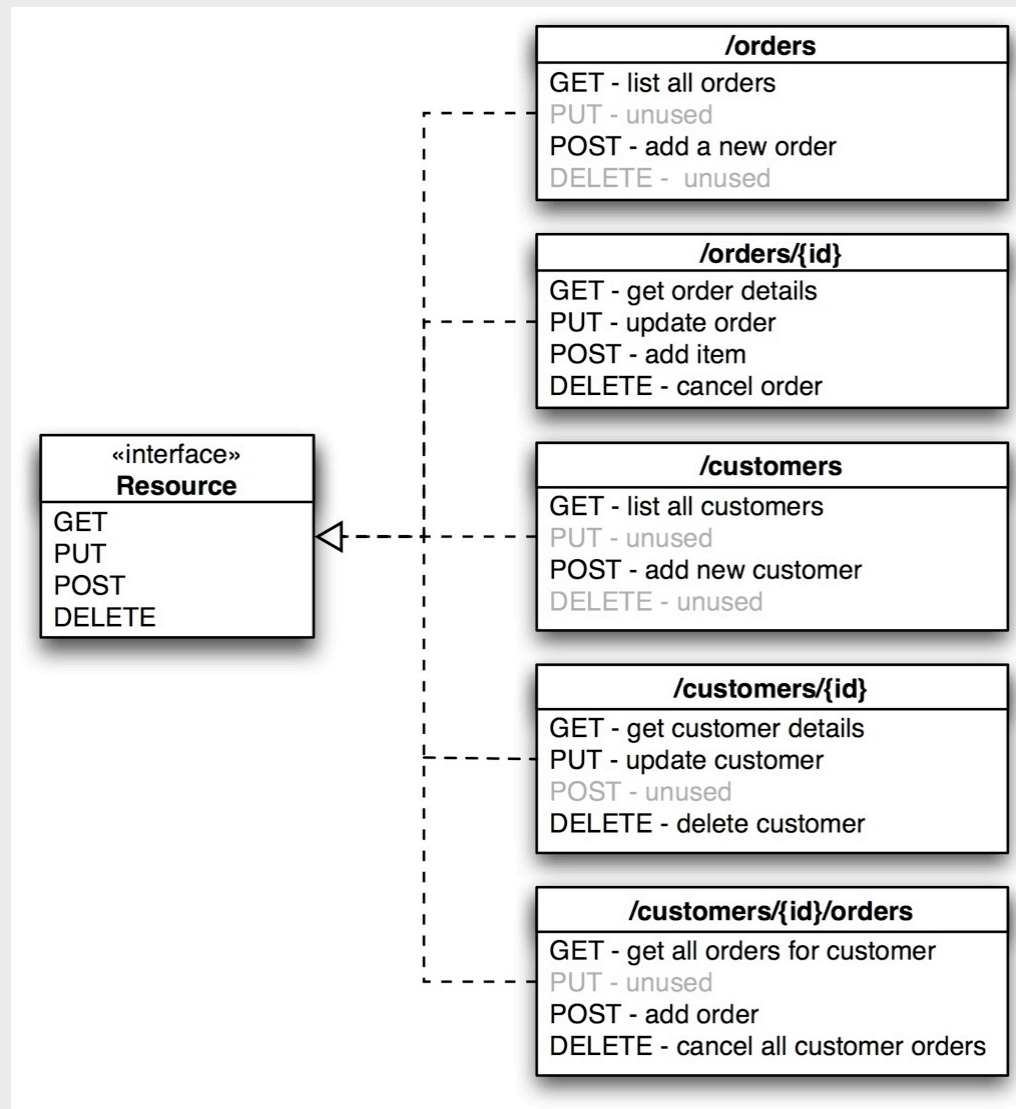 /orders
GET - list all orders
PUT - unused
POST - add a new order
DELETE -  unused
/orders/{id}
GET - get order details
PUT - update order
POST - add item
DELETE - cancel order
«interface»
Resource
GET
PUT
POST
DELETE
/customers
GET - list all customers
PUT - unused
POST - add new customer
DELETE - unused
/customers/{id}
GET - get customer details
PUT - update customer
POST - unused
DELETE - delete customer
/customers/{id}/orders
GET - get all orders for customer
PUT - unused
POST - add order
DELETE - cancel all customer orders